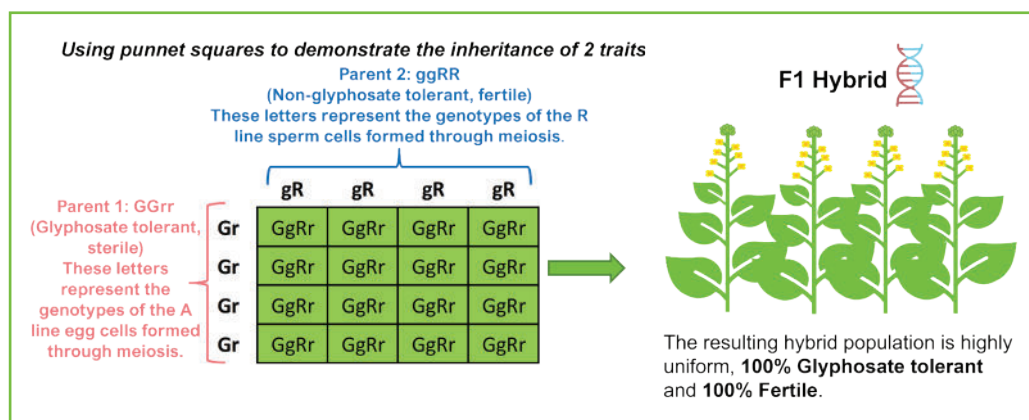 Using punnet squares to demonstrate the inheritance of 2 traits
Parent 2: ggRR
(Non-glyphosate tolerant, fertile)
These letters represent the genotypes of the R
line sperm cells formed through meiosis.
gR gR gR gR
Parent 1: GGrr
(Glyphosate tolerant,
sterile)
These letters
represent the
genotypes of the A
line egg cells formed
through meiosis.
Gr GgRr GgRr GgRr GgRr
Gr GgRr GgRr GgRr GgRr
Gr GgRr GgRr GgRr GgRr
Gr GgRr GgRr GgRr GgRr
F1 Hybrid
The resulting hybrid population is highly
uniform, 100% Glyphosate tolerant
and 100% Fertile.